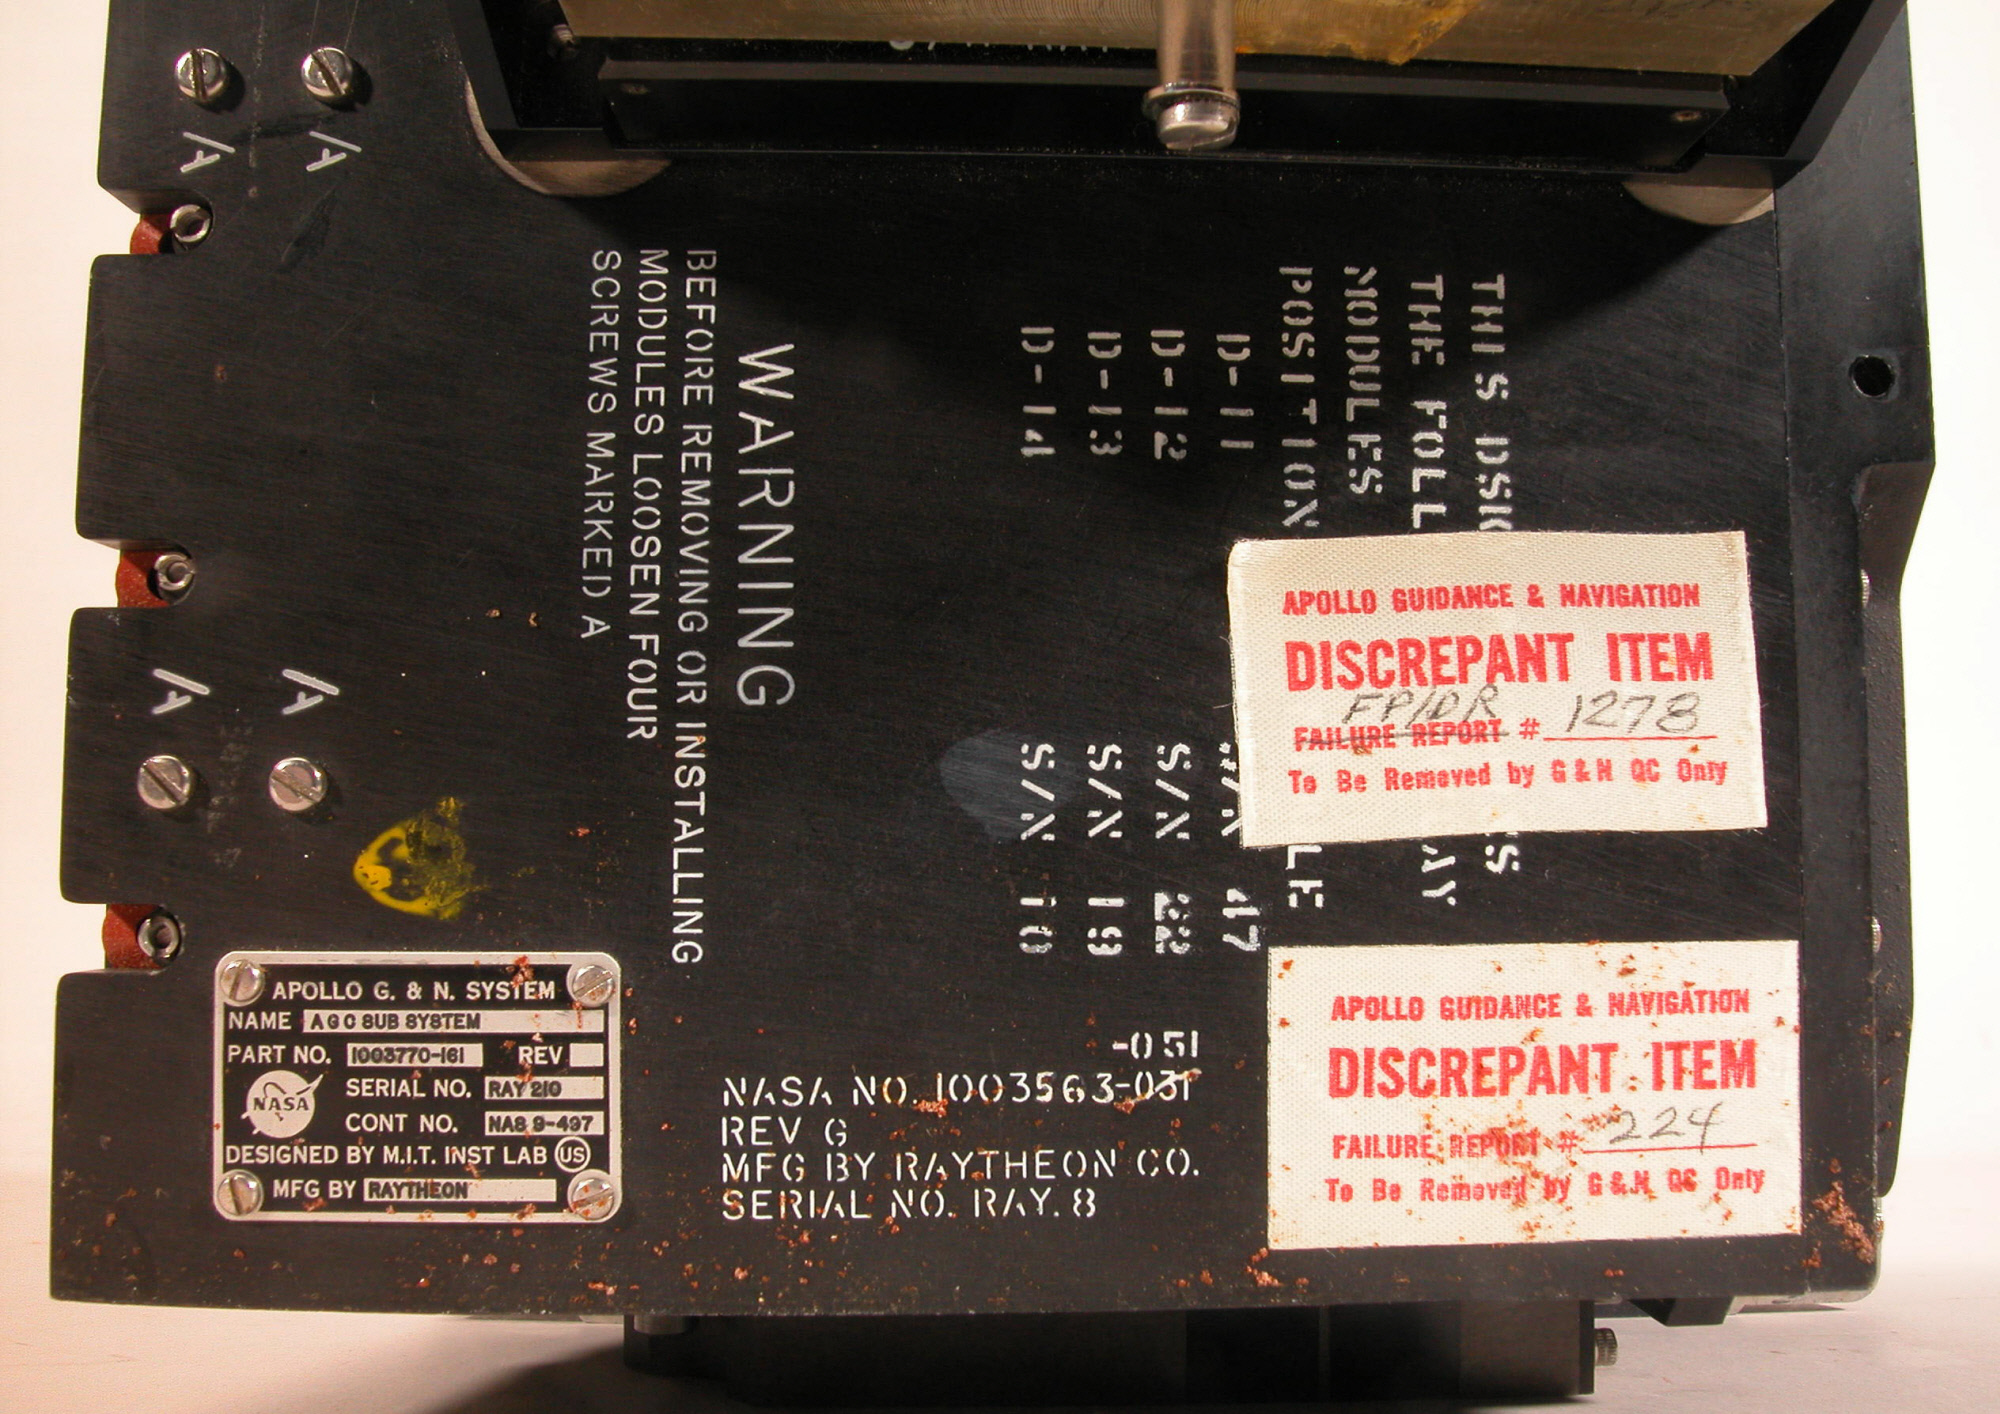 A
A
WARNING
BEFORE REMOVING OR INSTALLING
MODULES LOOSEN FOUR
SCREWS MARKED A
THE FOLL
MODULES
POSITION
D-11 47
D-12 S/N 22
D-13 S/N 19
D-14 S/N 10
A
A
APOLLO GUIDANCE & NAVIGATION
DISCREPANT ITEM
FP/DR
FAILURE REPORT # 1278
To Be Removed by G & N QC Only
APOLLO GUIDANCE & NAVIGATION
DISCREPANT ITEM
FAILURE REPORT # 224
To Be Removed by G & N QC Only
APOLLO G. & N. SYSTEM
NAME AGC SUB SYSTEM
PART NO. 1003770-161 REV
NASA
SERIAL NO. RAY 210
CONT NO. NAS 9-497
DESIGNED BY M.I.T. INST LAB US
MFG BY RAYTHEON
-051
NASA NO. 1003563-031
REV G
MFG BY RAYTHEON CO.
SERIAL NO. RAY. 8